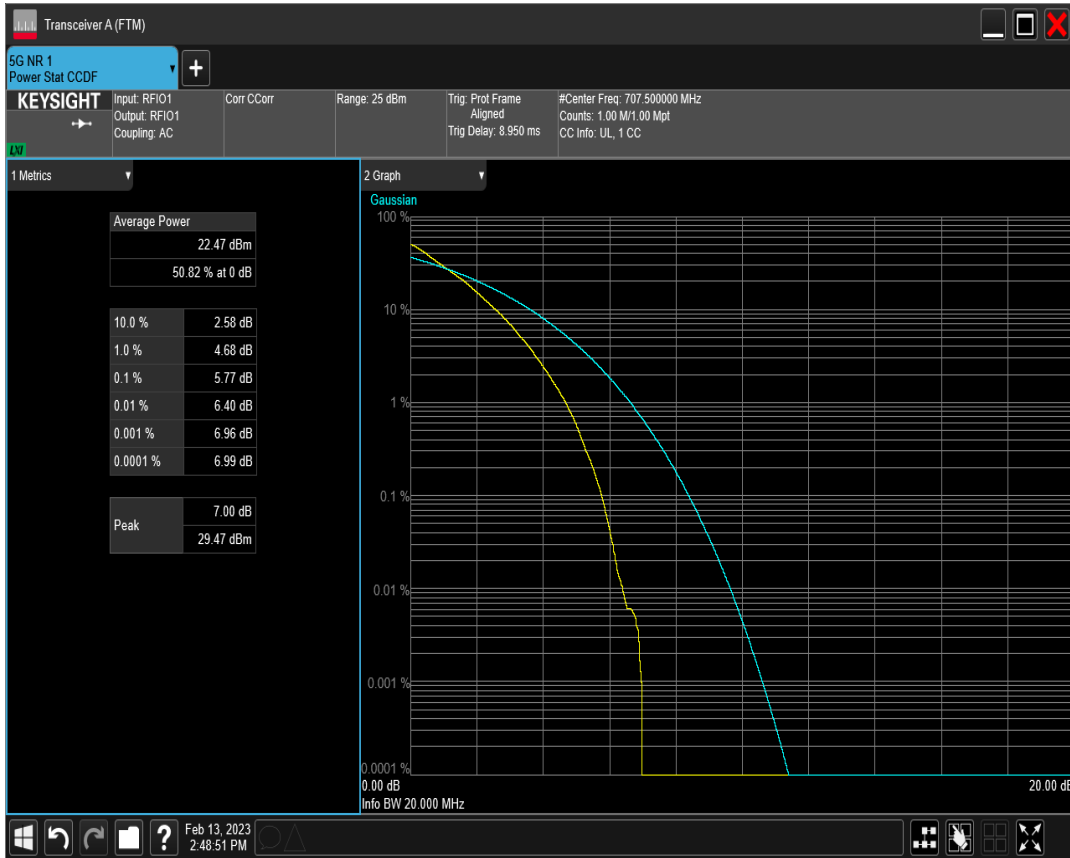 Transceiver A (FTM)
5G NR 1
Power Stat CCDF
+
KEYSIGHT
LXI
Input: RFIO1
Output: RFIO1
Coupling: AC
Corr CCorr
Range: 25 dBm
Trig: Prot Frame
Aligned
Trig Delay: 8.950 ms
#Center Freq: 707.500000 MHz
Counts: 1.00 M/1.00 Mpt
CC Info: UL, 1 CC
1 Metrics
Average Power
22.47 dBm
50.82 % at 0 dB
10.0 % 2.58 dB
1.0 % 4.68 dB
0.1 % 5.77 dB
0.01 % 6.40 dB
0.001 % 6.96 dB
0.0001 % 6.99 dB
Peak 7.00 dB
29.47 dBm
2 Graph
Gaussian
100 %
10 %
1 %
0.1 %
0.01 %
0.001 %
0.0001 %
0.00 dB 20.00 dB
Info BW 20.000 MHz
?
Feb 13, 2023
2:48:51 PM